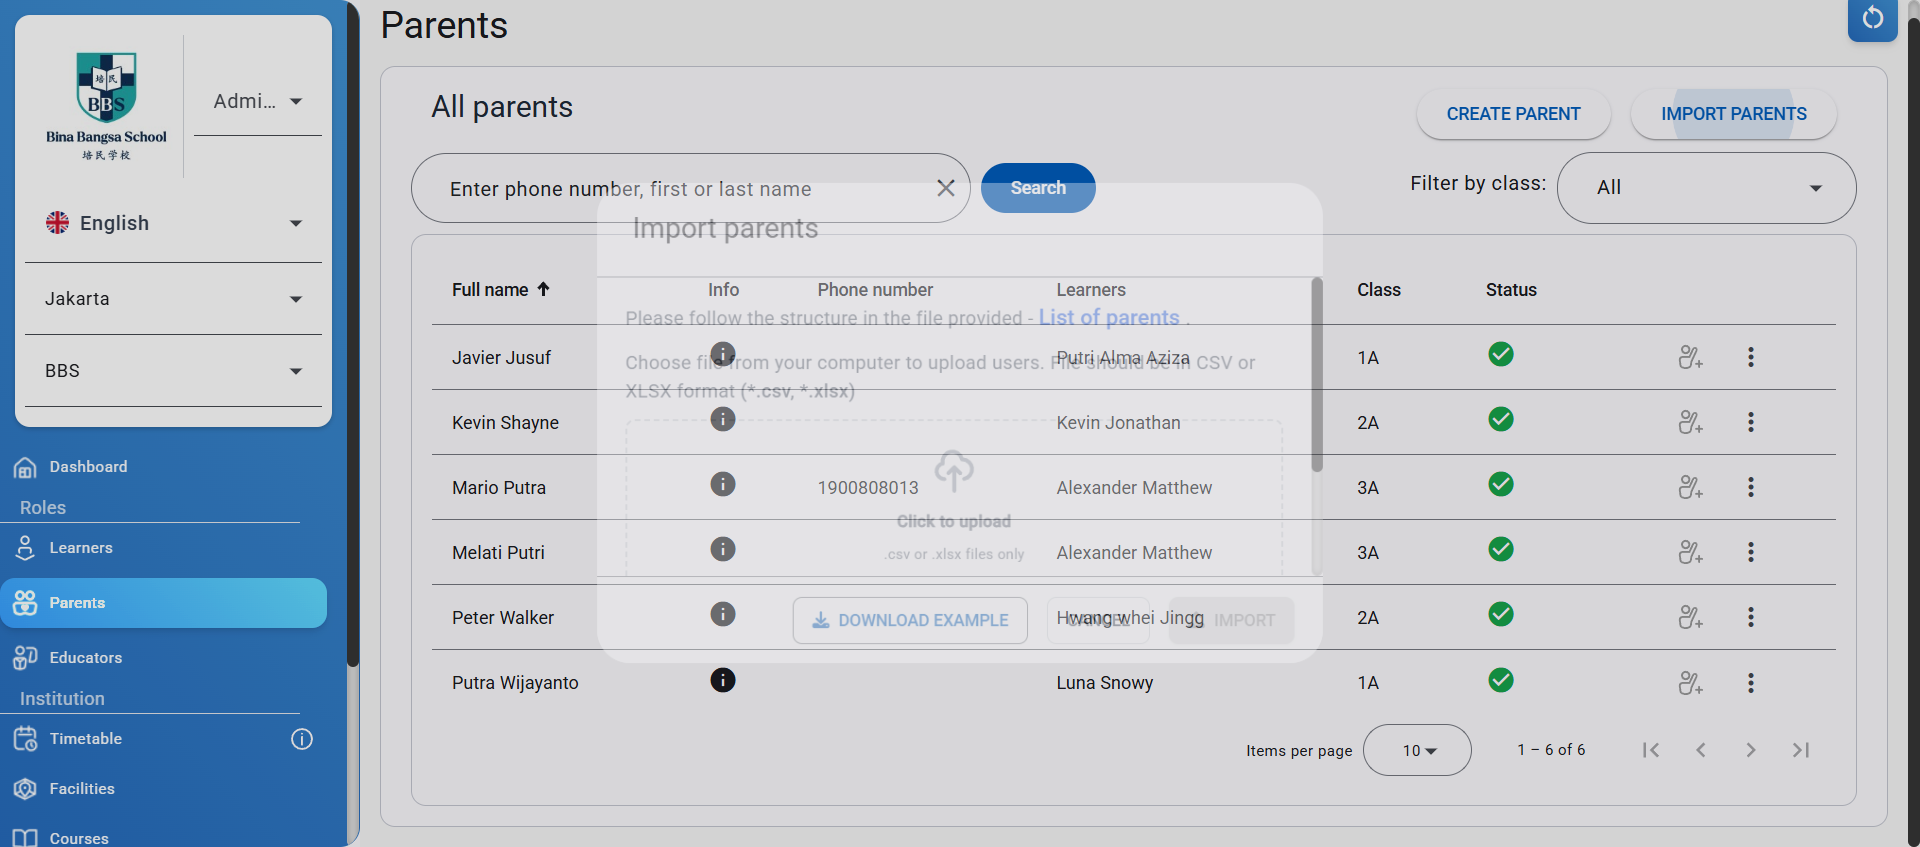 培民
BBS
Bina Bangsa School
培民学校
Admi...
English
Jakarta
BBS
Dashboard
Roles
Learners
Parents
Educators
Institution
Timetable
Facilities
Courses
Parents
All parents
CREATE PARENT
IMPORT PARENTS
Enter phone number, first or last name
Search
Filter by class:
All
Full name
Info
Phone number
Learners
Class
Status
Javier Jusuf
Putri Alma Aziza
1A
Kevin Shayne
Kevin Jonathan
2A
Mario Putra
1900808013
Alexander Matthew
3A
Melati Putri
Alexander Matthew
3A
Peter Walker
Hwang whei Jingg
2A
Putra Wijayanto
Luna Snowy
1A
Items per page
10
1 – 6 of 6
Import parents
Please follow the structure in the file provided - List of parents .
Choose file from your computer to upload users. File should be in CSV or
XLSX format (*.csv, *.xlsx)
Click to upload
.csv or .xlsx files only
DOWNLOAD EXAMPLE
CANCEL
IMPORT